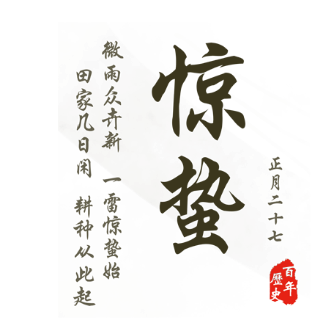 正月二十七
百年
歷史
惊
蛰
微雨众卉新 一雷惊蛰始
田家几日闲 耕种从此起